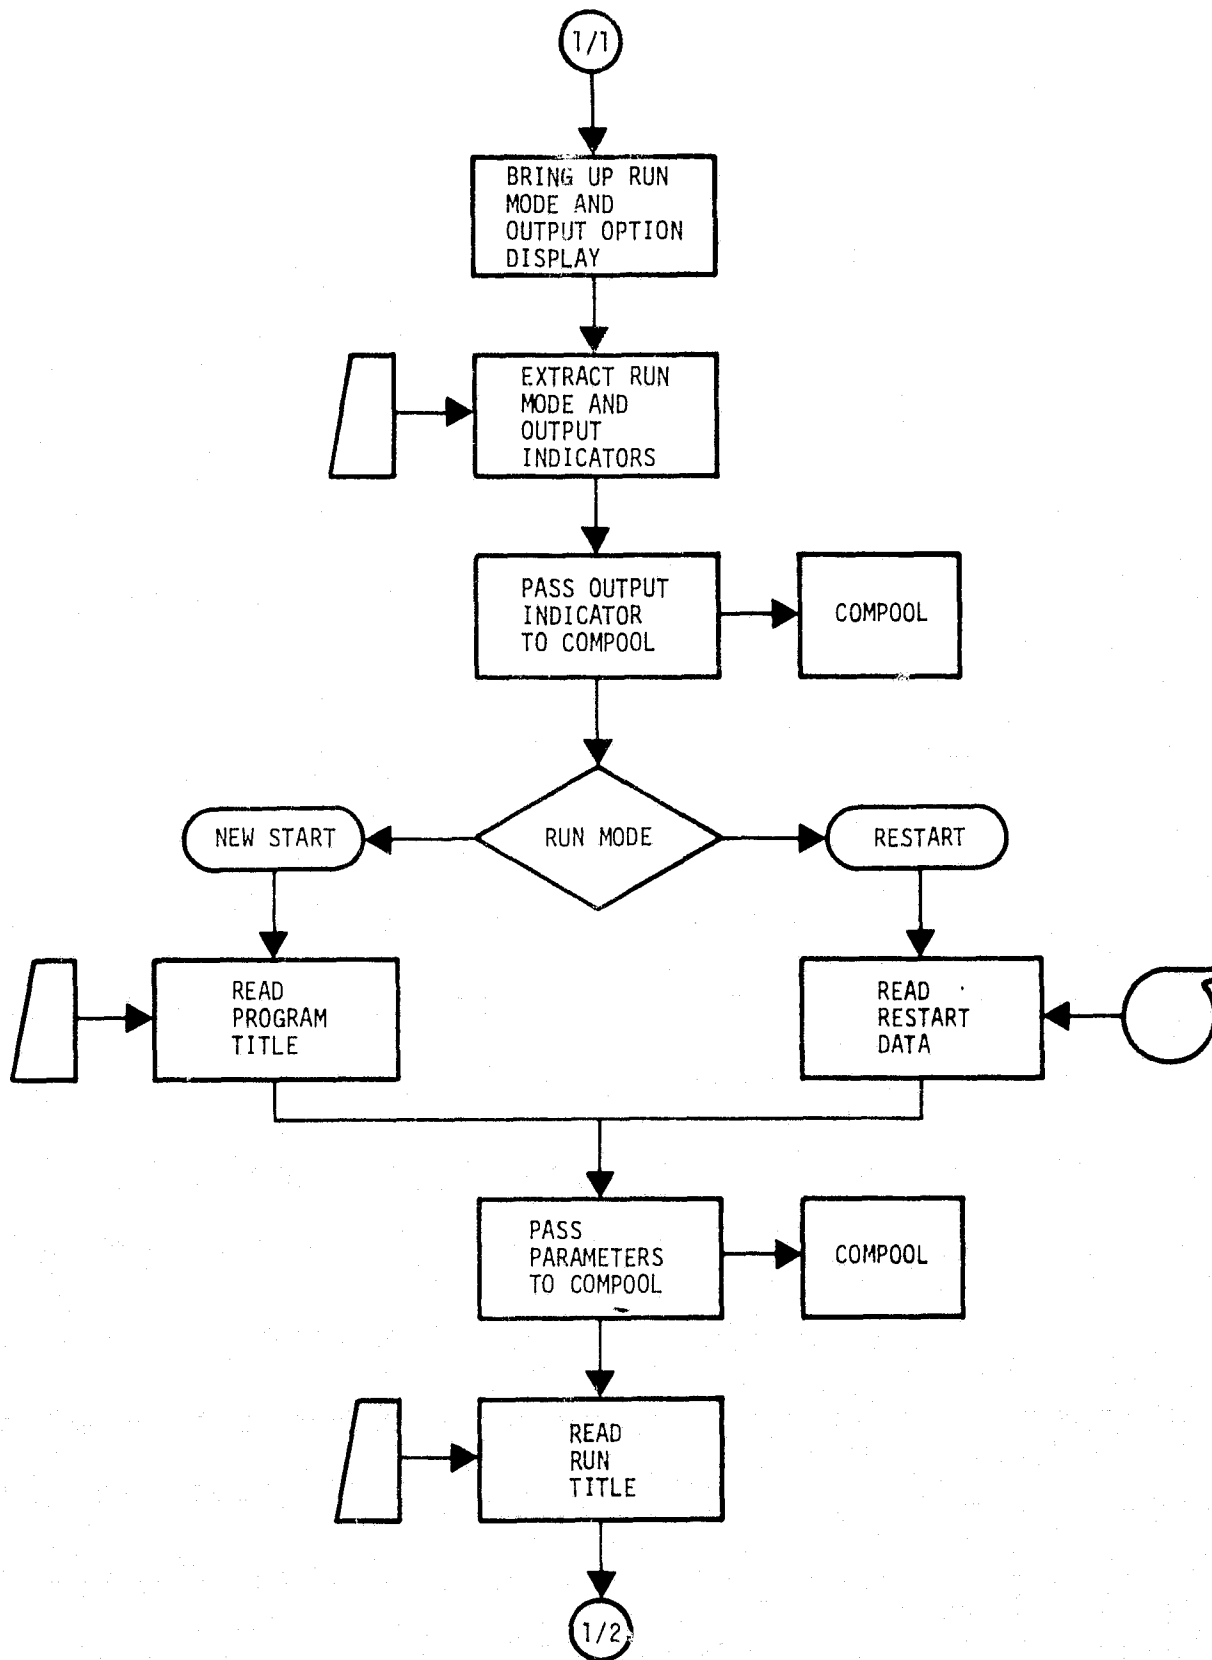 1/1
BRING UP RUN
MODE AND
OUTPUT OPTION
DISPLAY
EXTRACT RUN
MODE AND
OUTPUT
INDICATORS
PASS OUTPUT
INDICATOR
TO COMPOOL
COMPOOL
NEW START
RUN MODE
RESTART
READ
PROGRAM
TITLE
READ
RESTART
DATA
PASS
PARAMETERS
TO COMPOOL
COMPOOL
READ
RUN
TITLE
1/2